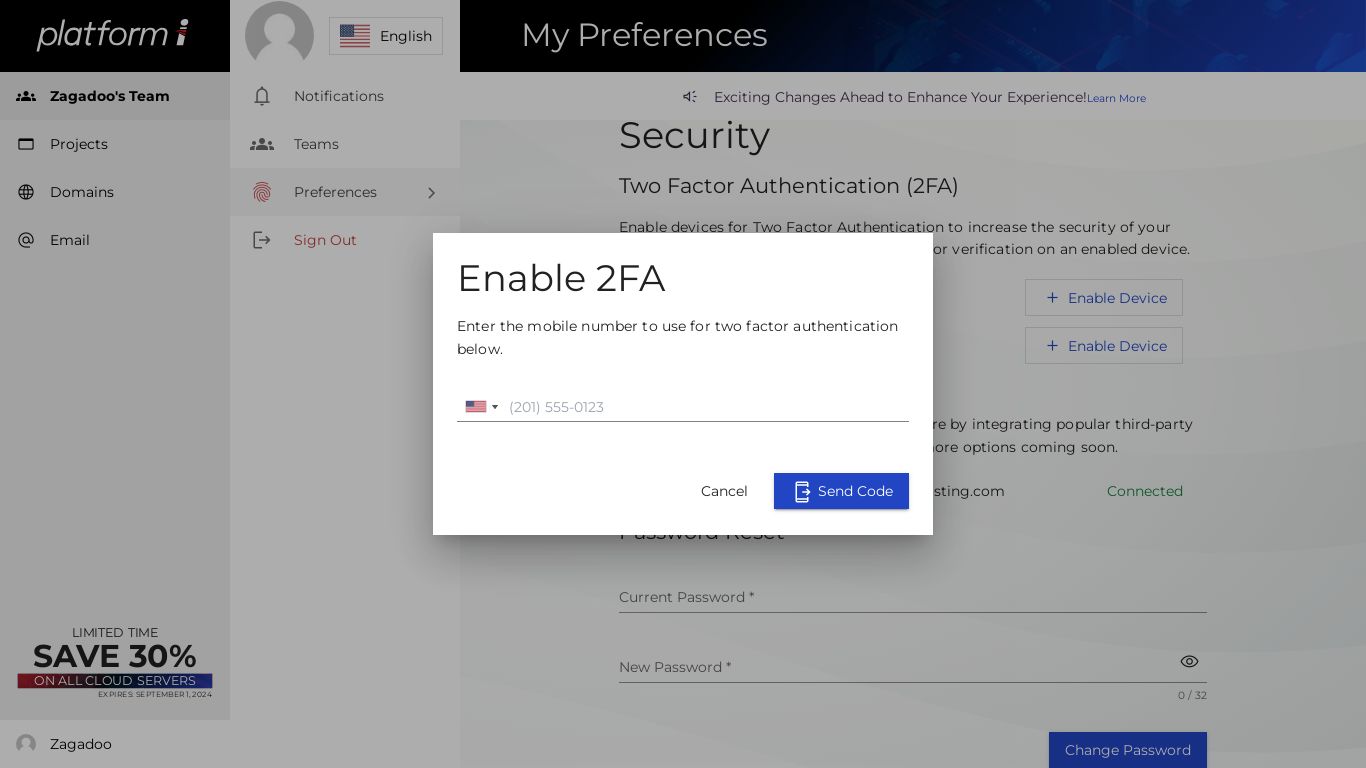 platform i
English
My Preferences
Zagadoo's Team
Projects
Domains
Email
LIMITED TIME
SAVE 30%
ON ALL CLOUD SERVERS
EXPIRES: SEPTEMBER 1, 2024
Zagadoo
Notifications
Teams
Preferences
Sign Out
Exciting Changes Ahead to Enhance Your Experience! Learn More
Security
Two Factor Authentication (2FA)
Enable devices for Two Factor Authentication to increase the security of your
or verification on an enabled device.
+ Enable Device
+ Enable Device
re by integrating popular third-party
more options coming soon.
sting.com
Connected
Enable 2FA
Enter the mobile number to use for two factor authentication
below.
(201) 555-0123
Cancel
Send Code
Password Reset
Current Password *
New Password *
0 / 32
Change Password